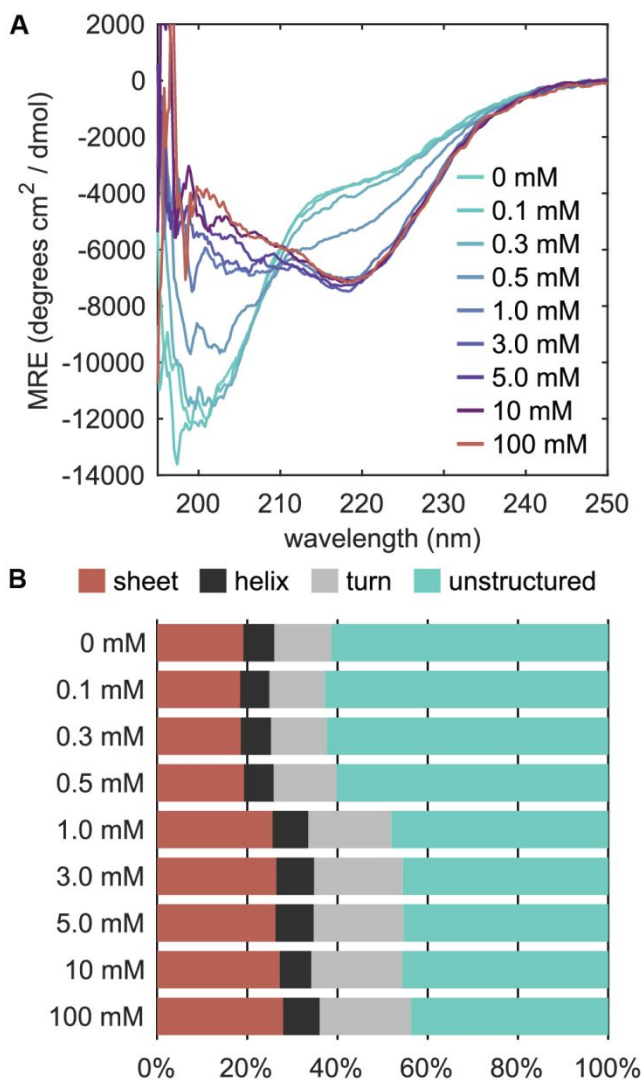 A
2000
0
-2000
-4000
-6000
-8000
-10000
-12000
-14000
MRE (degrees cm² / dmol)
0 mM
0.1 mM
0.3 mM
0.5 mM
1.0 mM
3.0 mM
5.0 mM
10 mM
100 mM
200 210 220 230 240 250
wavelength (nm)
B sheet helix turn unstructured
0 mM
0.1 mM
0.3 mM
0.5 mM
1.0 mM
3.0 mM
5.0 mM
10 mM
100 mM
0% 20% 40% 60% 80% 100%